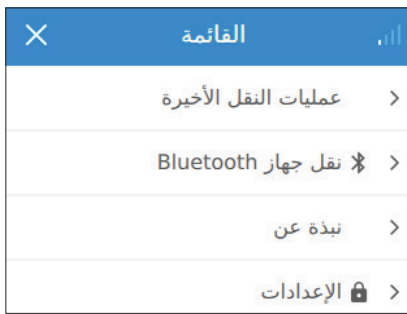 القائمة
عمليات النقل الأخيرة
نقل جهاز Bluetooth
نبذة عن
الإعدادات